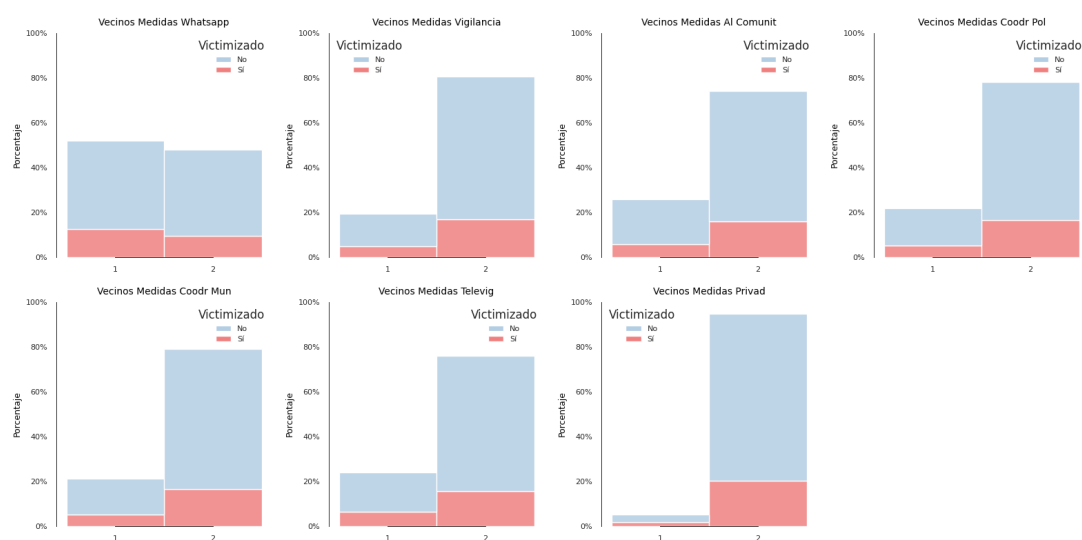 Vecinos Medidas Whatsapp
100%
80%
60%
40%
20%
0%
Porcentaje
Victimizado
No
Sí
1 2
Vecinos Medidas Vigilancia
100%
80%
60%
40%
20%
0%
Porcentaje
Victimizado
No
Sí
1 2
Vecinos Medidas Al Comunit
100%
80%
60%
40%
20%
0%
Porcentaje
Victimizado
No
Sí
1 2
Vecinos Medidas Coodr Pol
100%
80%
60%
40%
20%
0%
Porcentaje
Victimizado
No
Sí
1 2
Vecinos Medidas Coodr Mun
100%
80%
60%
40%
20%
0%
Porcentaje
Victimizado
No
Sí
1 2
Vecinos Medidas Televig
100%
80%
60%
40%
20%
0%
Porcentaje
Victimizado
No
Sí
1 2
Vecinos Medidas Privad
100%
80%
60%
40%
20%
0%
Porcentaje
Victimizado
No
Sí
1 2